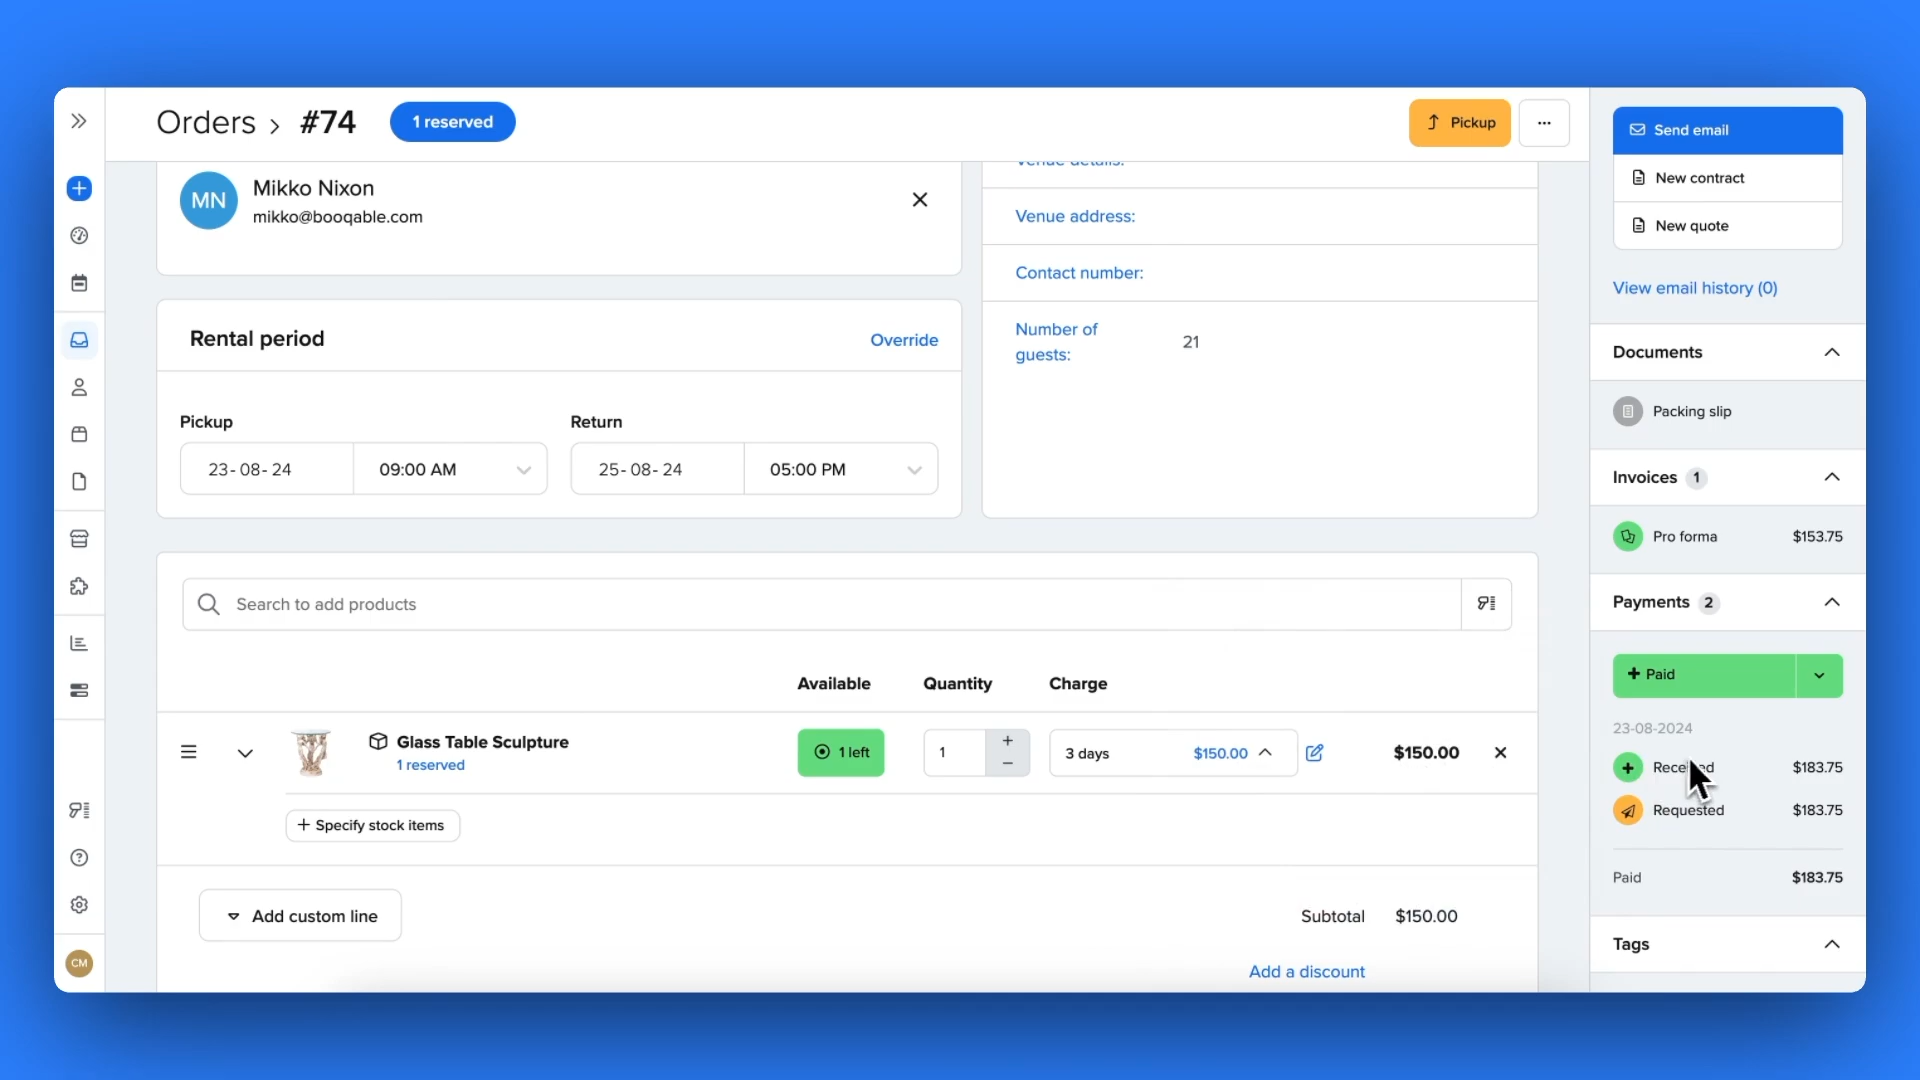 Orders › #74
1 reserved
Pickup
...
MN
Mikko Nixon
mikko@booqable.com
Venue details:
Venue address:
Contact number:
Number of
guests:
21
Rental period
Override
Pickup
Return
23- 08- 24
09:00 AM
25- 08- 24
05:00 PM
Search to add products
Available
Quantity
Charge
Glass Table Sculpture
1 reserved
1 left
1
+
−
3 days
$150.00
$150.00
+ Specify stock items
Add custom line
Subtotal
$150.00
Add a discount
CM
Send email
New contract
New quote
View email history (0)
Documents
Packing slip
Invoices 1
Pro forma
$153.75
Payments 2
+ Paid
23-08-2024
Received
$183.75
Requested
$183.75
Paid
$183.75
Tags